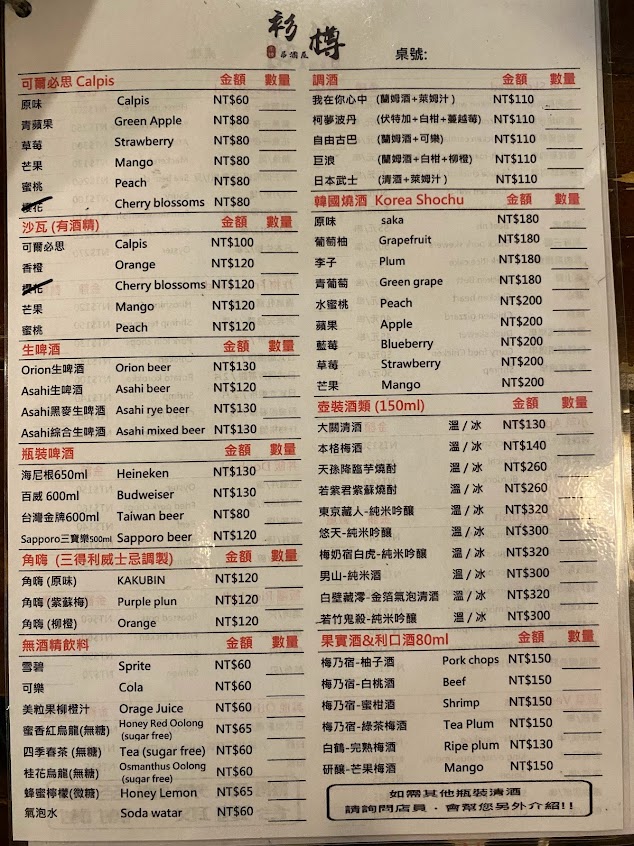 彰樽
串燒屋
桌號:
可爾必思 Calpis 金額 數量
原味 Calpis NT$60
青蘋果 Green Apple NT$80
草莓 Strawberry NT$80
芒果 Mango NT$80
蜜桃 Peach NT$80
櫻花 Cherry blossoms NT$80
沙瓦 (有酒精) 金額 數量
可爾必思 Calpis NT$100
香橙 Orange NT$120
櫻花 Cherry blossoms NT$120
芒果 Mango NT$120
蜜桃 Peach NT$120
生啤酒 金額 數量
Orion生啤酒 Orion beer NT$130
Asahi生啤酒 Asahi beer NT$130
Asahi黑麥生啤酒 Asahi rye beer NT$130
Asahi綜合生啤酒 Asahi mixed beer NT$130
瓶裝啤酒 金額 數量
海尼根650ml Heineken NT$130
百威 600ml Budweiser NT$130
台灣金牌600ml Taiwan beer NT$80
Sapporo三寶樂500ml Sapporo beer NT$120
角嗨 (三得利威士忌調製) 金額 數量
角嗨 (原味) KAKUBIN NT$120
角嗨 (紫蘇梅) Purple plun NT$120
角嗨 (柳橙) Orange NT$120
無酒精飲料 金額 數量
雪碧 Sprite NT$60
可樂 Cola NT$60
美粒果柳橙汁 Orage Juice NT$60
蜜香紅烏龍(無糖) Honey Red Oolong (sugar free) NT$65
四季春茶 (無糖) Tea (sugar free) NT$60
桂花烏龍(無糖) Osmanthus Oolong (sugar free) NT$60
蜂蜜檸檬(微糖) Honey Lemon NT$65
氣泡水 Soda watar NT$60
調酒 金額 數量
我在你心中 (蘭姆酒+萊姆汁) NT$110
柯夢波丹 (伏特加+白柑+蔓越莓) NT$110
自由古巴 (蘭姆酒+可樂) NT$110
巨浪 (蘭姆酒+白柑+柳橙) NT$110
日本武士 (清酒+萊姆汁) NT$110
韓國燒酒 Korea Shochu 金額 數量
原味 saka NT$180
葡萄柚 Grapefruit NT$180
李子 Plum NT$180
青葡萄 Green grape NT$180
水蜜桃 Peach NT$200
蘋果 Apple NT$200
藍莓 Blueberry NT$200
草莓 Strawberry NT$200
芒果 Mango NT$200
壺裝酒類 (150ml) 金額 數量
大關清酒 溫 / 冰 NT$130
本格梅酒 溫 / 冰 NT$140
天孫降臨芋燒酎 溫 / 冰 NT$260
若紫君紫蘇燒酎 溫 / 冰 NT$260
東京藏人-純米吟釀 溫 / 冰 NT$320
悠天-純米吟釀 溫 / 冰 NT$300
梅奶宿白虎-純米吟釀 溫 / 冰 NT$320
男山-純米酒 溫 / 冰 NT$300
白壁藏澪-金箔氣泡清酒 溫 / 冰 NT$320
若竹鬼殺-純米吟釀 溫 / 冰 NT$300
果實酒&利口酒80ml 金額 數量
梅乃宿-柚子酒 Pork chops NT$150
梅乃宿-白桃酒 Beef NT$150
梅乃宿-蜜柑酒 Shrimp NT$150
梅乃宿-綠茶梅酒 Tea Plum NT$150
白鶴-完熟梅酒 Ripe plum NT$130
研釀-芒果梅酒 Mango NT$150
如需其他瓶裝清酒
請詢問店員，會幫您另外介紹!!